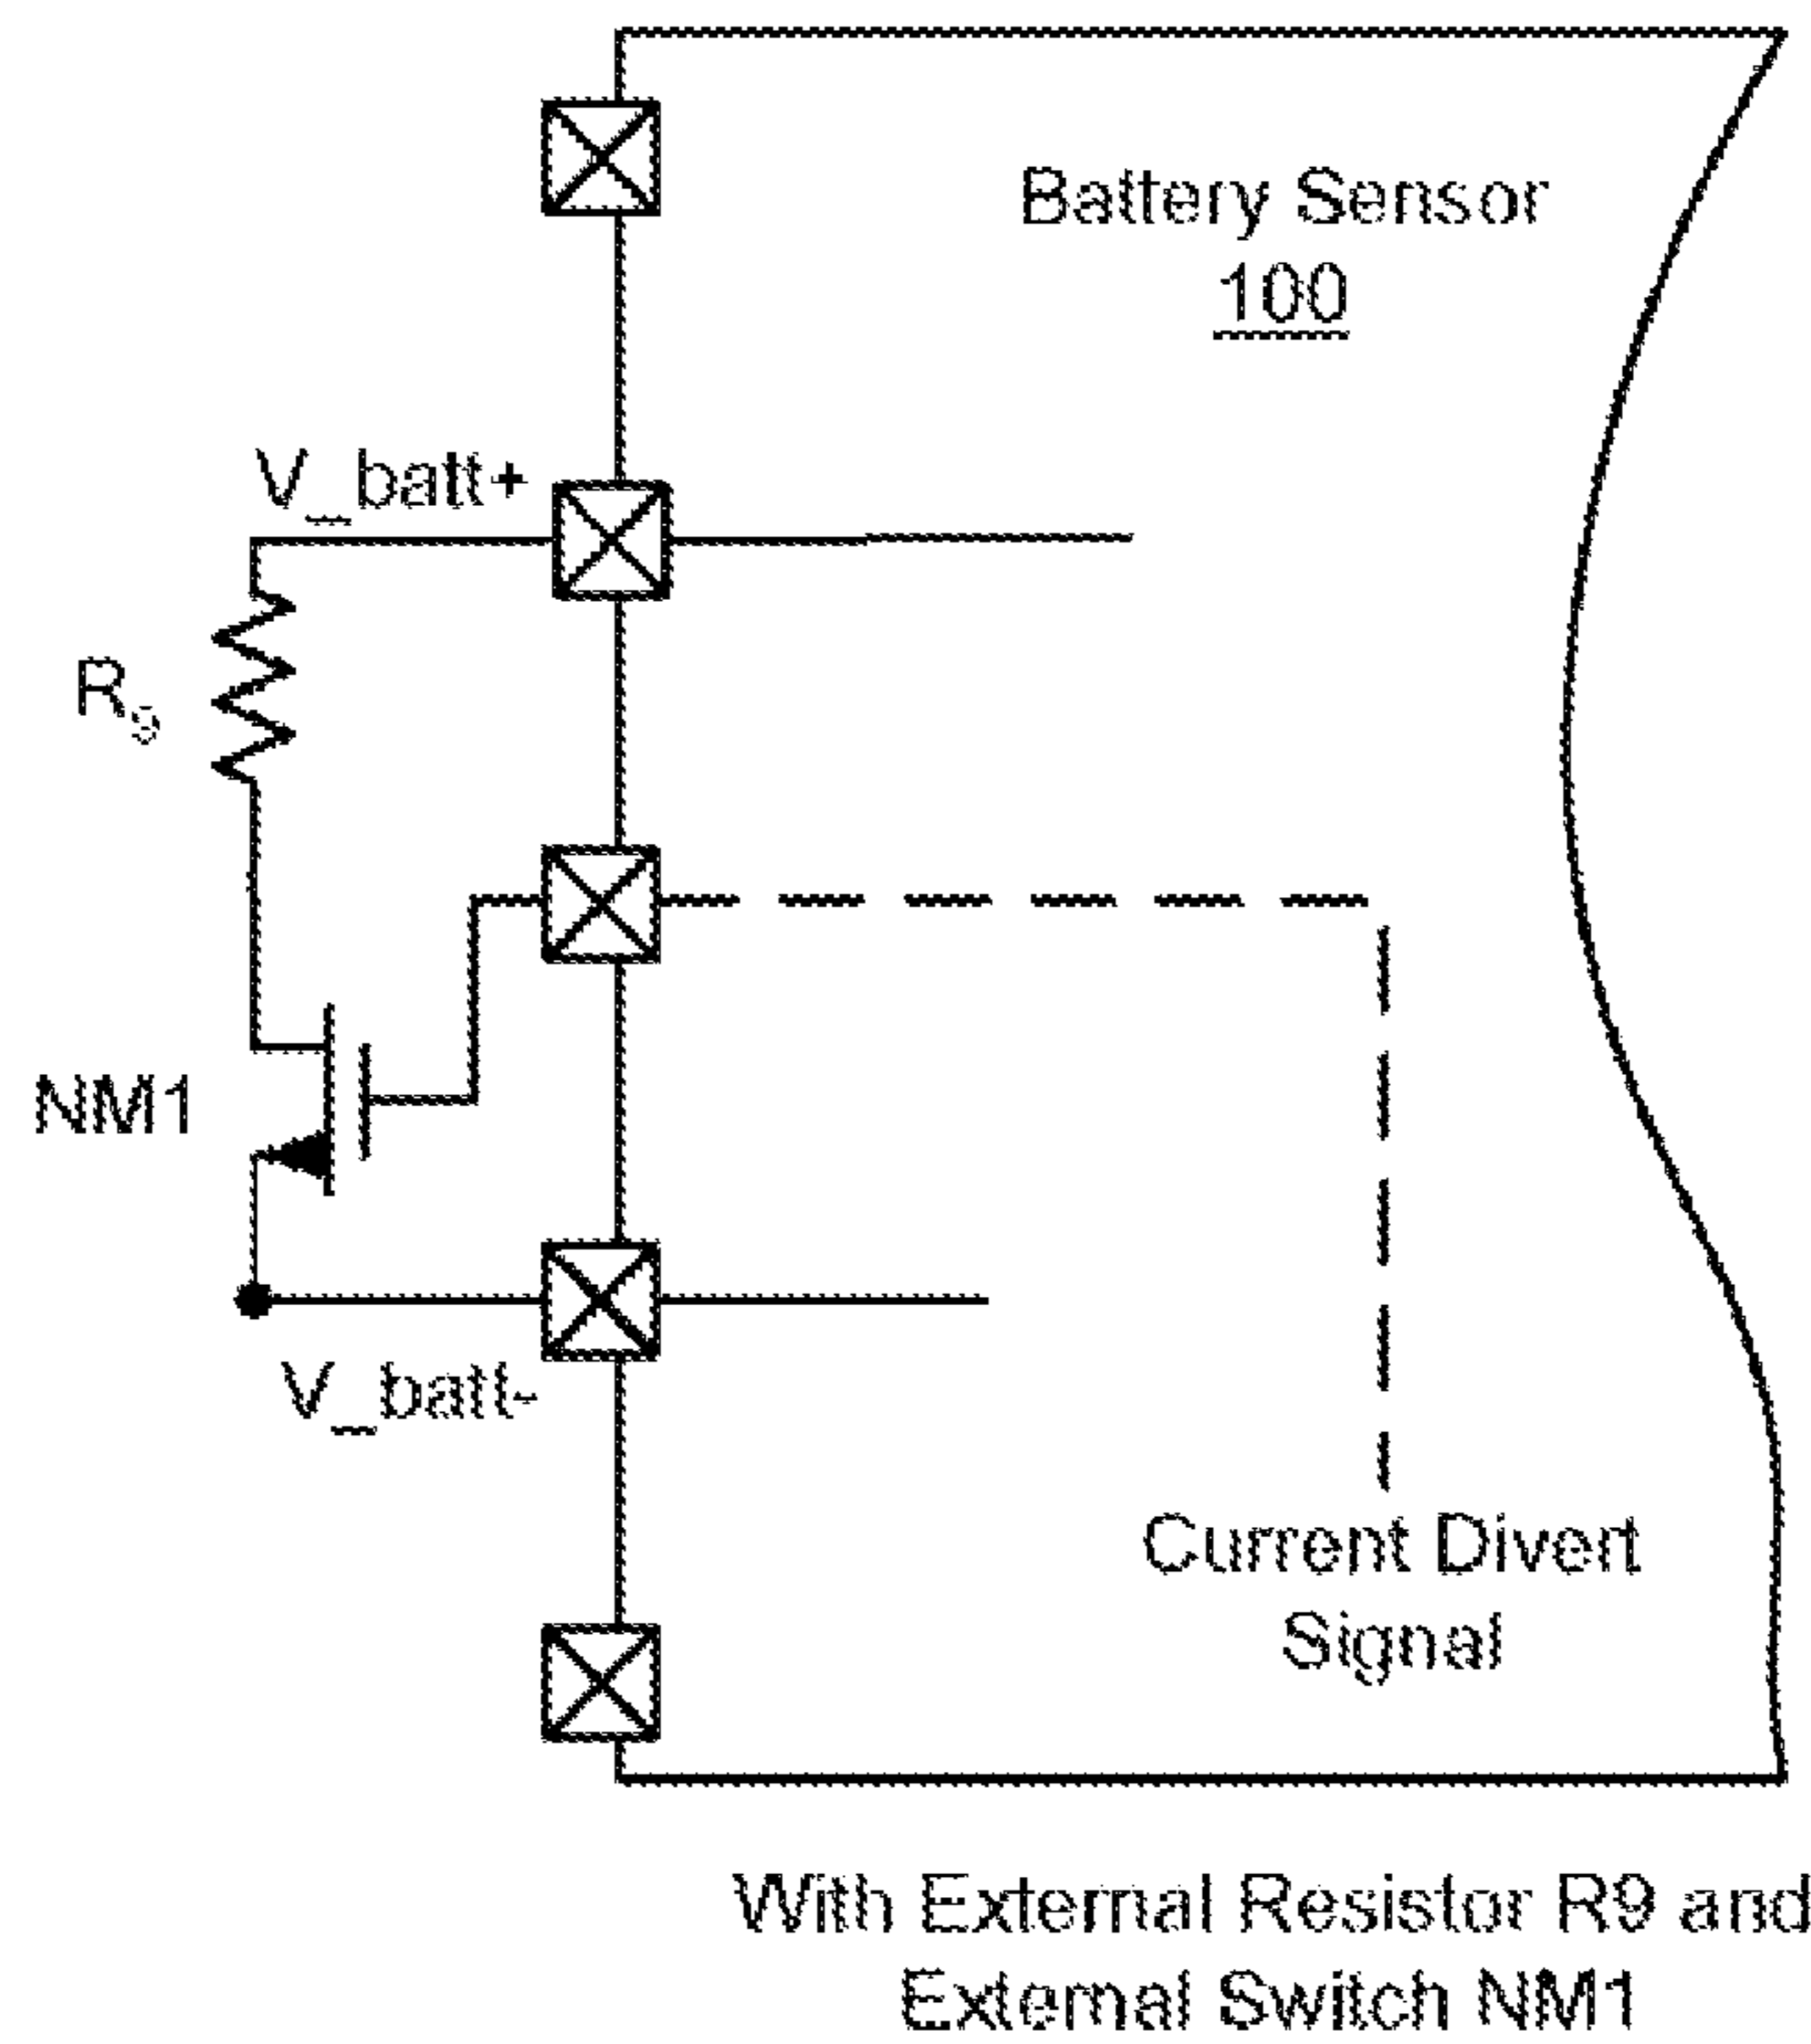 Battery Sensor
100
V_batt+
R9
NM1
V_batt-
Current Divert
Signal
With External Resistor R9 and
External Switch NM1